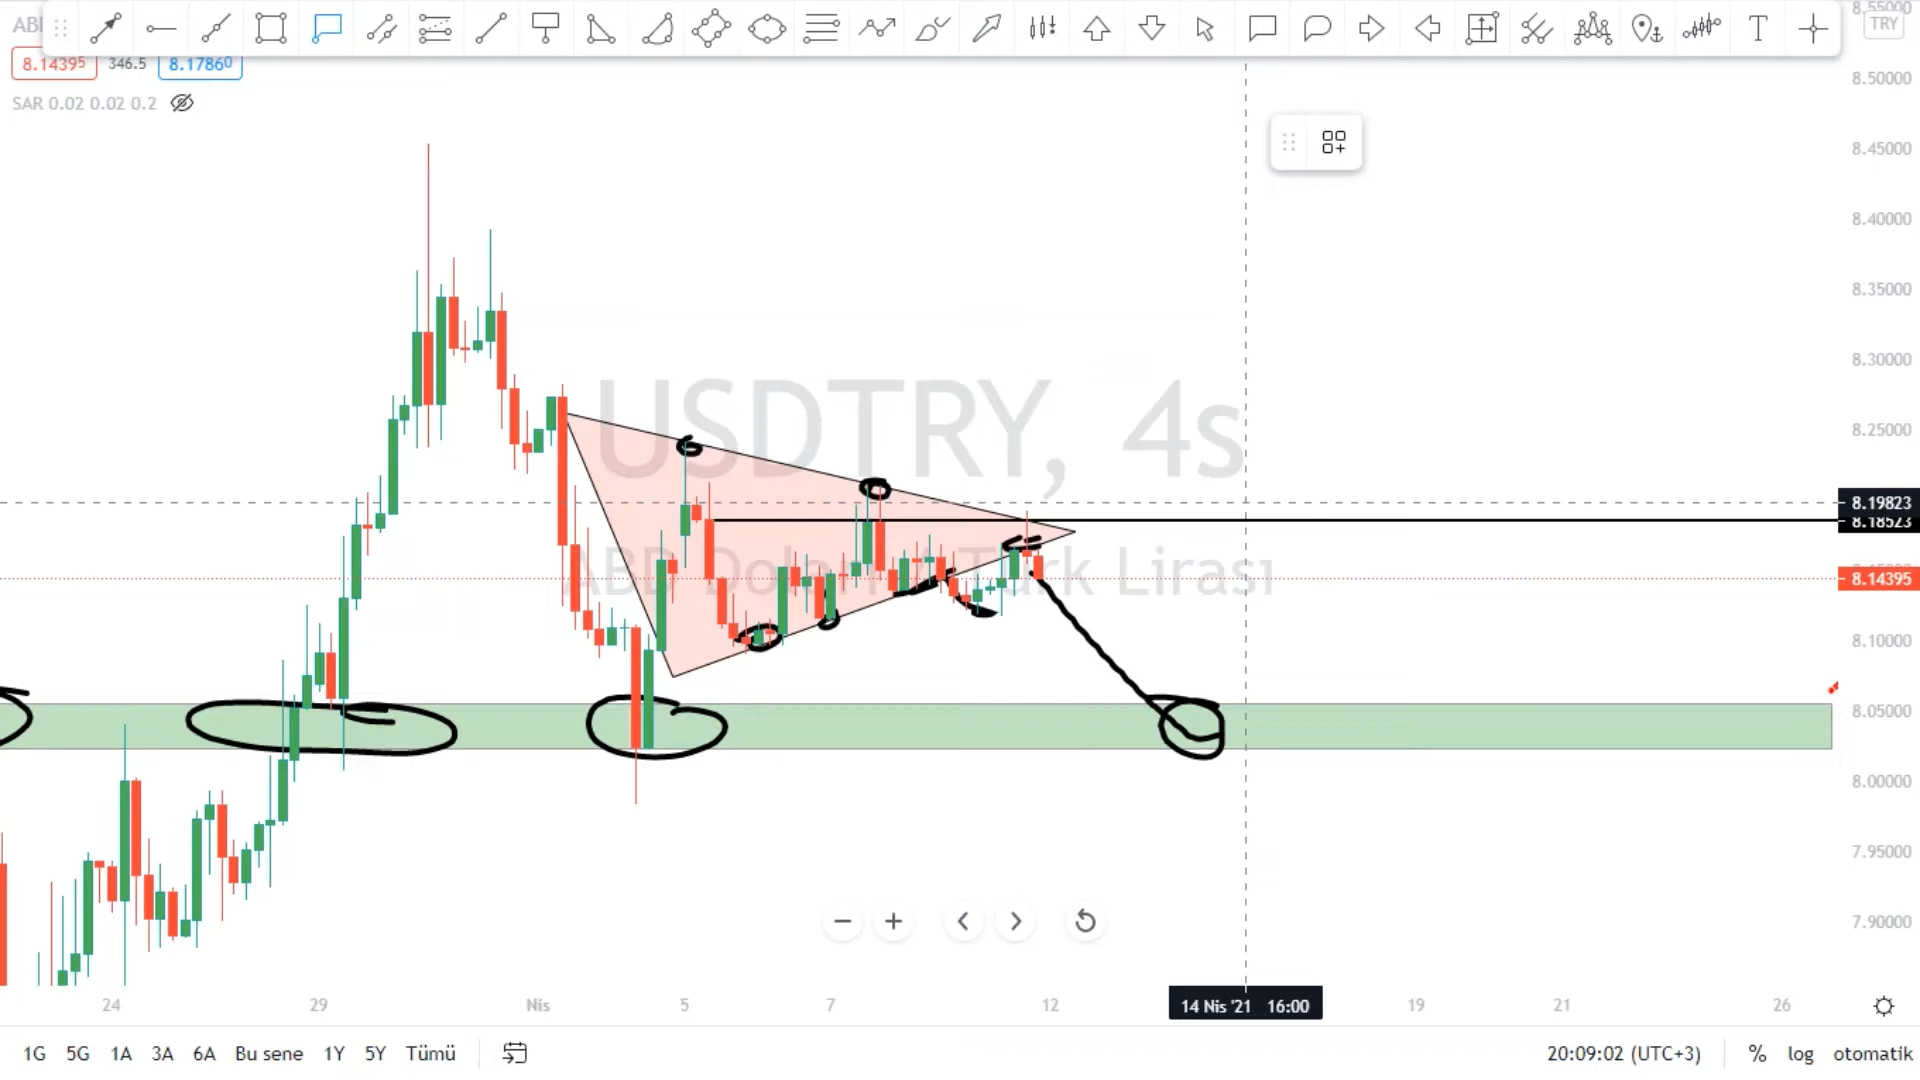 ABI
TRY
8.55000
8.14395 346.5 8.17860
SAR 0.02 0.02 0.2
8.50000
8.45000
8.40000
8.35000
8.30000
8.25000
USDTRY, 4s
ABD Doları / Türk Lirası
8.19823
8.18523
8.14395
8.10000
8.05000
8.00000
7.95000
7.90000
24 29 Nis 5 7 12 14 Nis '21 16:00 19 21 26
1G 5G 1A 3A 6A Bu sene 1Y 5Y Tümü
20:09:02 (UTC+3) % log otomatik